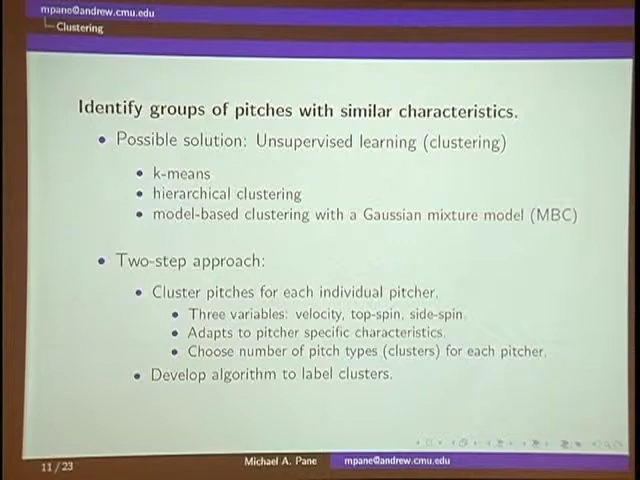 mpane@andrew.cmu.edu
Clustering
Identify groups of pitches with similar characteristics.
Possible solution: Unsupervised learning (clustering)
k-means
hierarchical clustering
model-based clustering with a Gaussian mixture model (MBC)
Two-step approach:
Cluster pitches for each individual pitcher.
Three variables: velocity, top-spin, side-spin.
Adapts to pitcher specific characteristics.
Choose number of pitch types (clusters) for each pitcher.
Develop algorithm to label clusters.
11/23
Michael A. Pane
mpane@andrew.cmu.edu